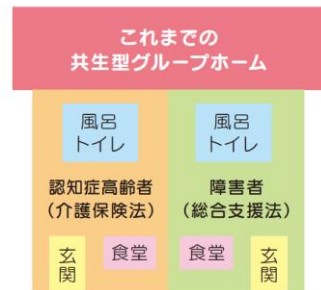 これまでの
共生型グループホーム
風呂
トイレ
風呂
トイレ
認知症高齢者
（介護保険法）
障害者
（総合支援法）
玄関
食堂
食堂
玄関